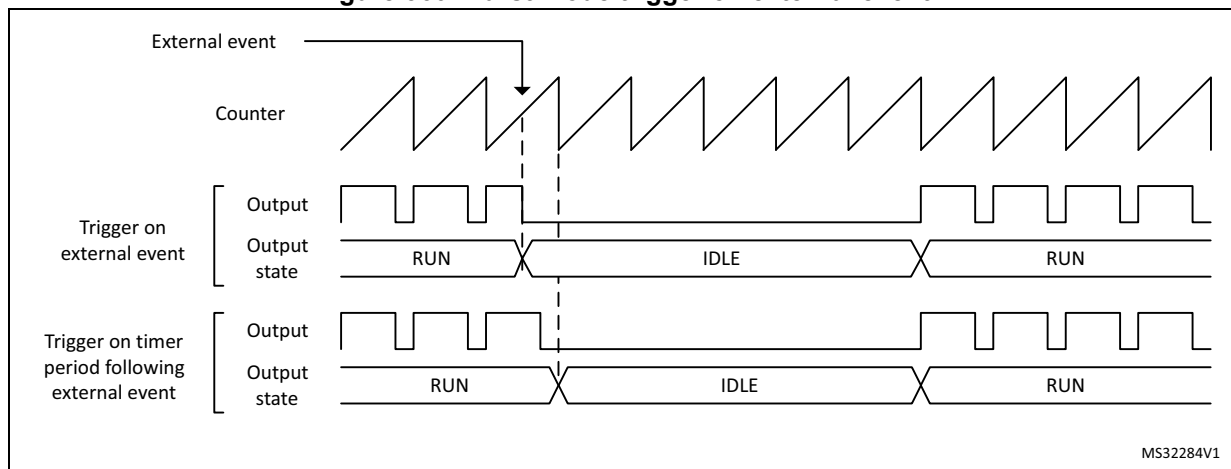 External event
Counter
Trigger on
external event
Output
Output
state
RUN
IDLE
RUN
Trigger on timer
period following
external event
Output
Output
state
RUN
IDLE
RUN
MS32284V1